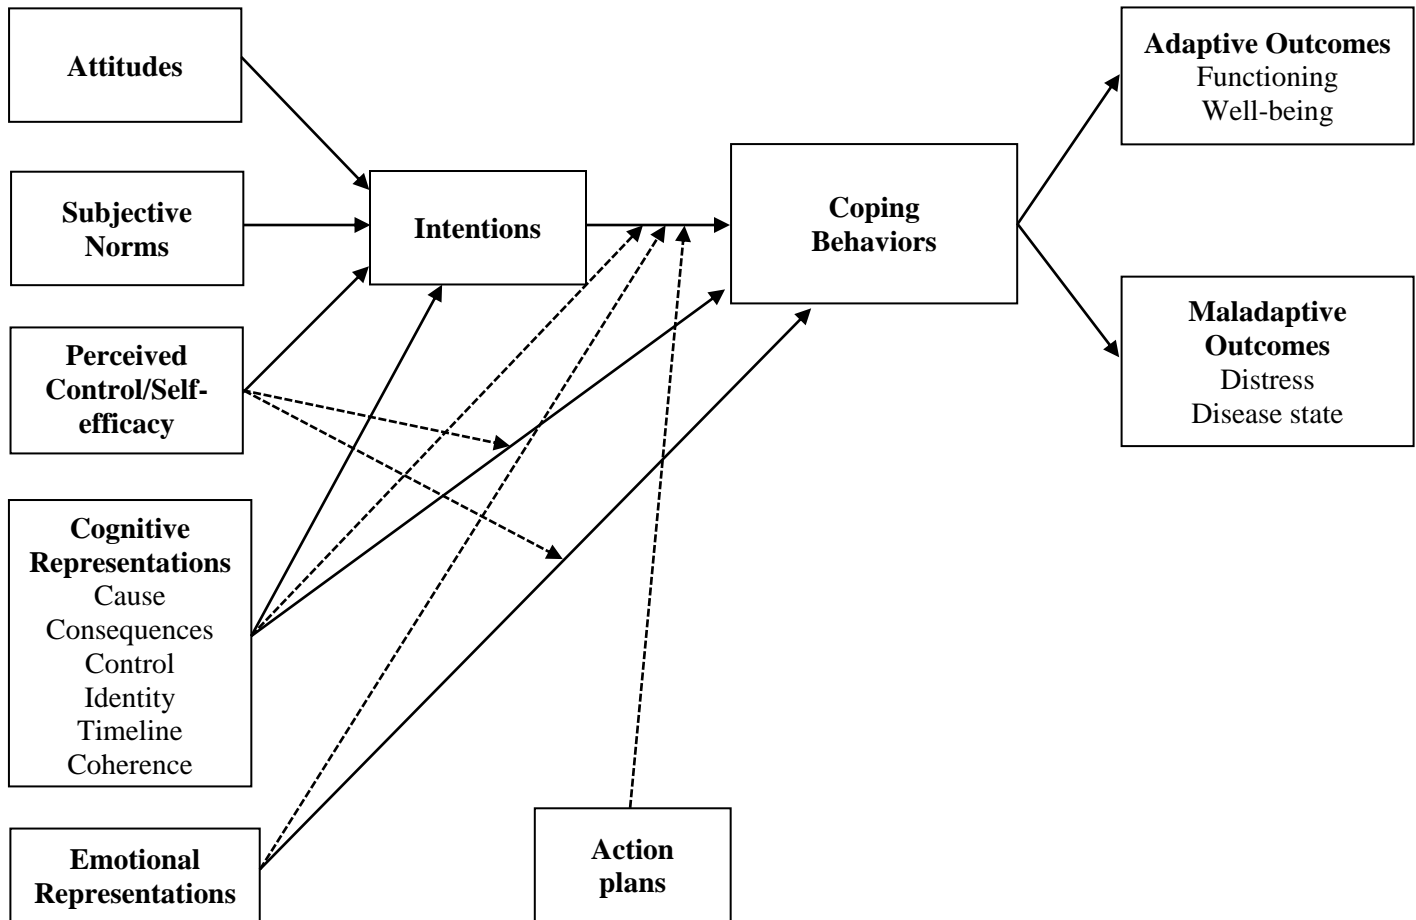 Attitudes
Subjective
Norms
Perceived
Control/Self-
efficacy
Cognitive
Representations
Cause
Consequences
Control
Identity
Timeline
Coherence
Emotional
Representations
Intentions
Action
plans
Coping
Behaviors
Adaptive Outcomes
Functioning
Well-being
Maladaptive
Outcomes
Distress
Disease state